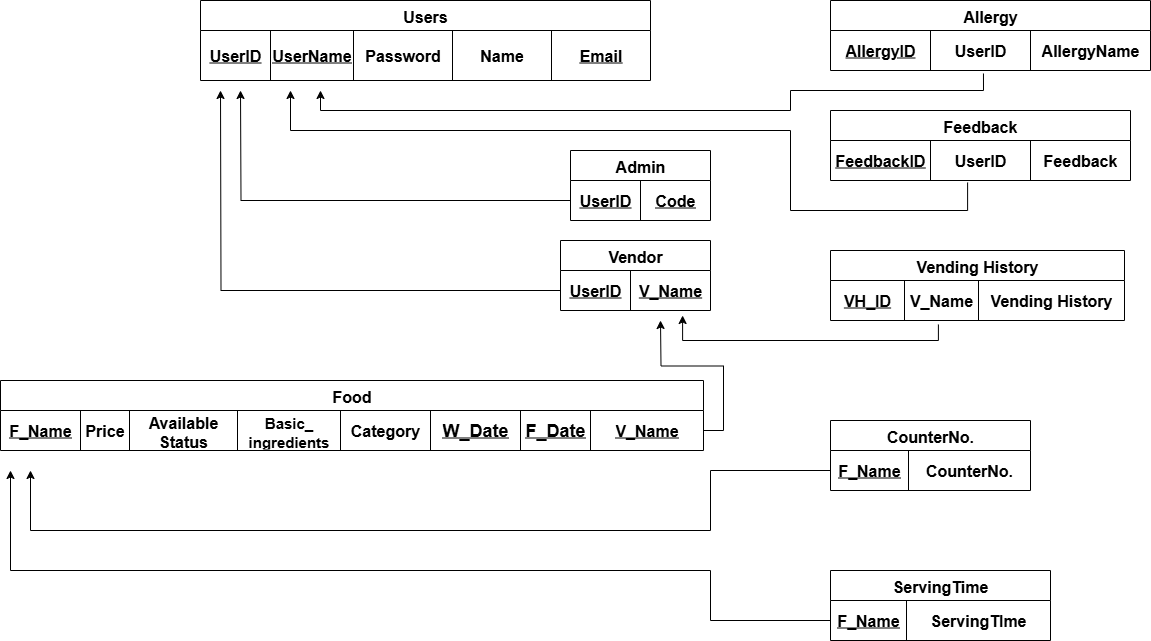 Users
UserID UserName Password Name Email
Allergy
AllergyID UserID AllergyName
Feedback
FeedbackID UserID Feedback
Admin
UserID Code
Vendor
UserID V_Name
Vending History
VH_ID V_Name Vending History
Food
F_Name Price Available Status Basic_ingredients Category W_Date F_Date V_Name
CounterNo.
F_Name CounterNo.
ServingTime
F_Name ServingTIme